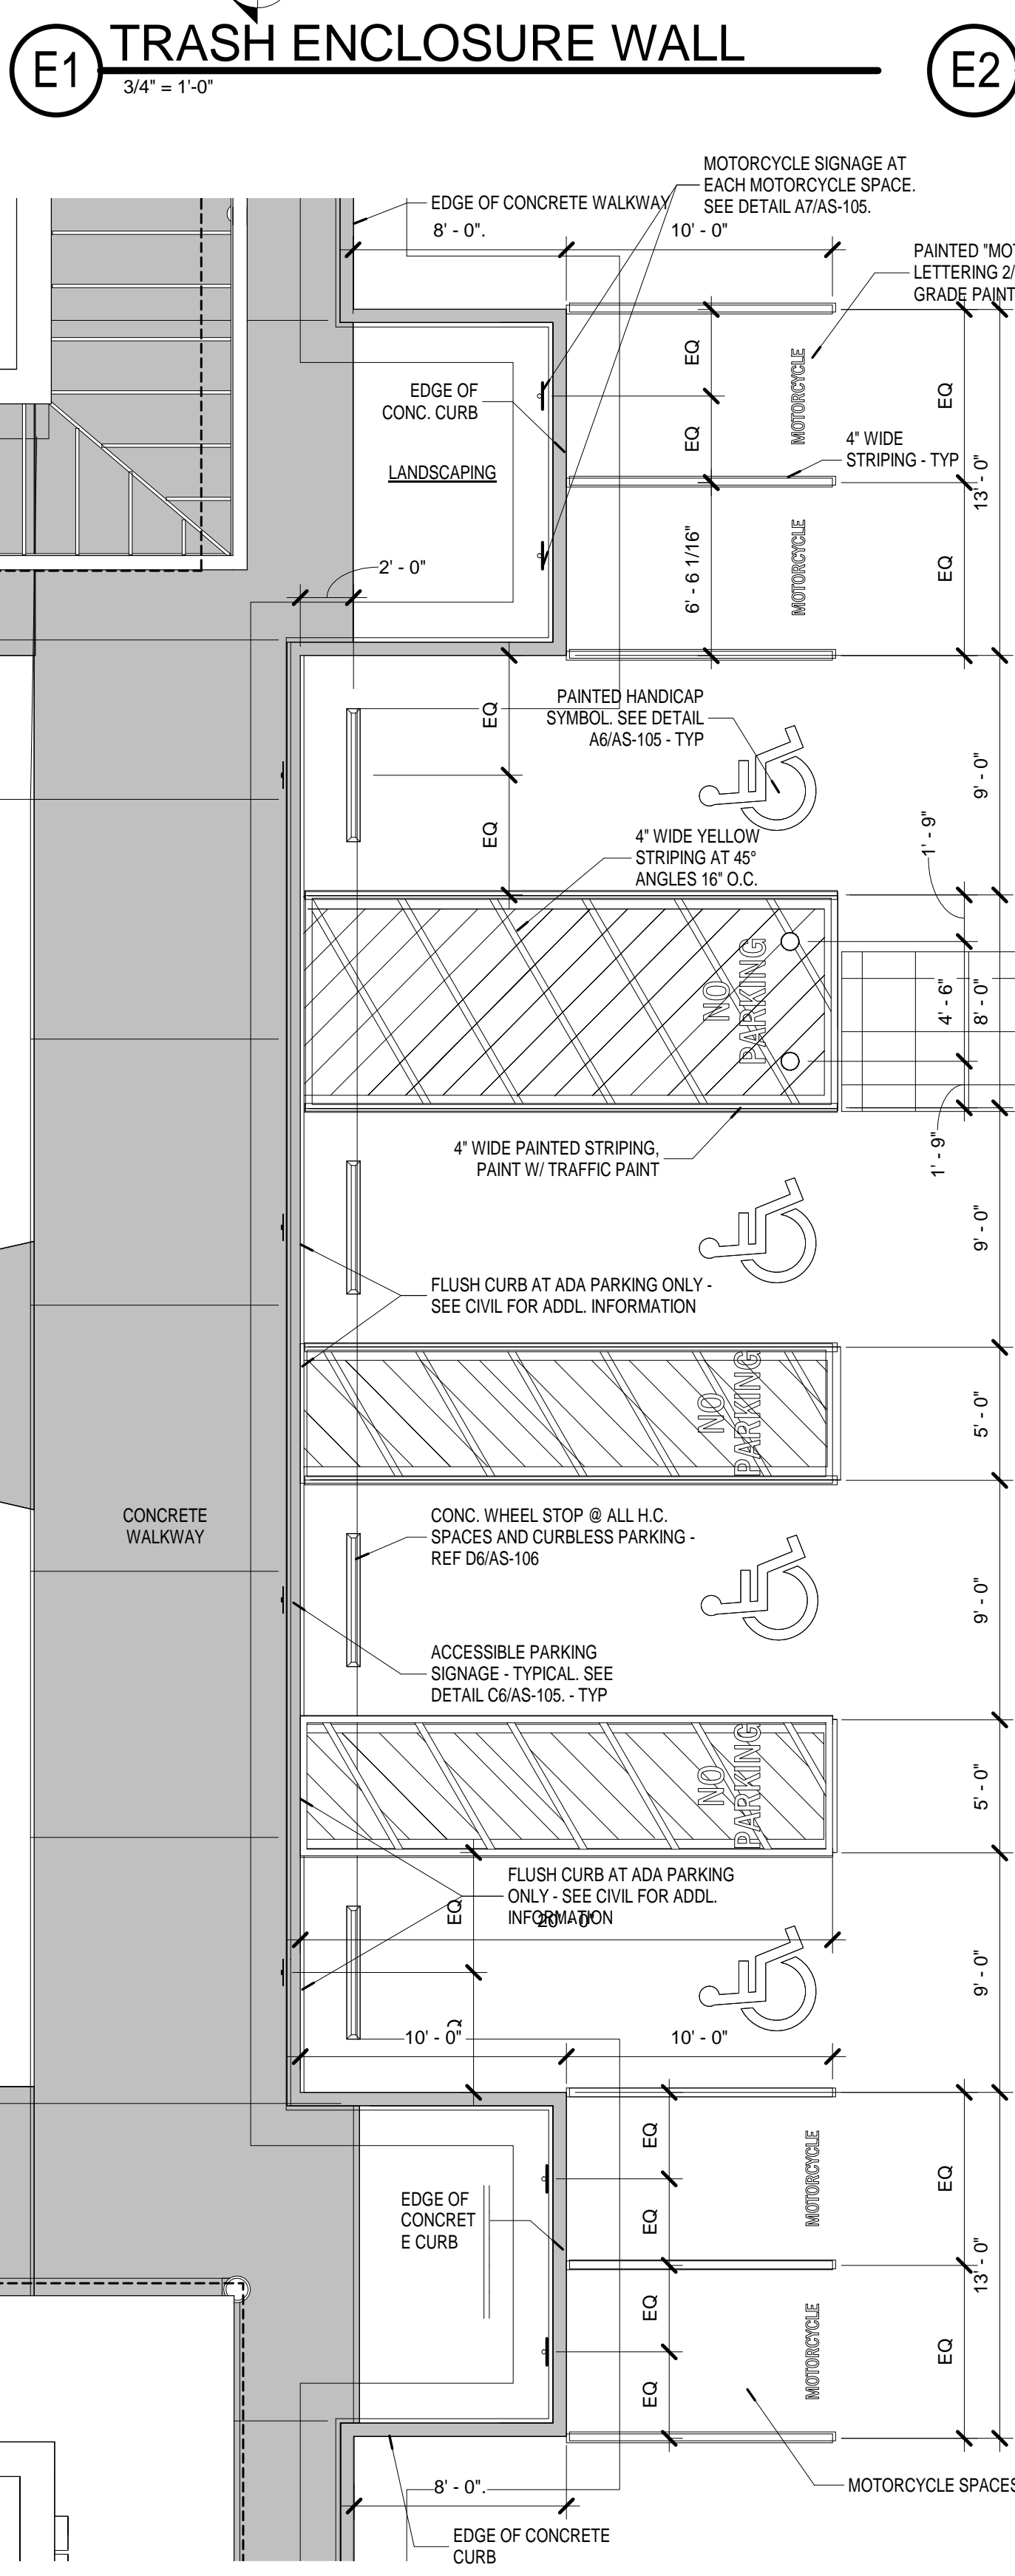 E1
TRASH ENCLOSURE WALL
3/4" = 1'-0"
E2
MOTORCYCLE SIGNAGE AT
EACH MOTORCYCLE SPACE.
SEE DETAIL A7/AS-105.
EDGE OF CONCRETE WALKWAY
8' - 0".
10' - 0"
LETTERING 2/
GRADE PAINT
PAINTED "MOT
EQ
EQ
MOTORCYCLE
EQ
EDGE OF
CONC. CURB
4" WIDE
STRIPING - TYP
LANDSCAPING
13' - 0"
2' - 0"
6' - 6 1/16"
MOTORCYCLE
EQ
PAINTED HANDICAP
SYMBOL. SEE DETAIL
A6/AS-105 - TYP
EQ
9' - 0"
EQ
4" WIDE YELLOW
STRIPING AT 45°
ANGLES 16" O.C.
1' - 9"
NO
PARKING
4' - 6"
8' - 0"
4" WIDE PAINTED STRIPING,
PAINT W/ TRAFFIC PAINT
1' - 9"
9' - 0"
FLUSH CURB AT ADA PARKING ONLY -
SEE CIVIL FOR ADDL. INFORMATION
NO
PARKING
5' - 0"
CONCRETE
WALKWAY
CONC. WHEEL STOP @ ALL H.C.
SPACES AND CURBLESS PARKING -
REF D6/AS-106
9' - 0"
ACCESSIBLE PARKING
SIGNAGE - TYPICAL. SEE
DETAIL C6/AS-105. - TYP
NO
PARKING
5' - 0"
FLUSH CURB AT ADA PARKING
ONLY - SEE CIVIL FOR ADDL.
INFORMATION
EQ
20' - 0"
9' - 0"
10' - 0"
10' - 0"
EQ
MOTORCYCLE
EQ
EQ
EDGE OF
CONCRET
E CURB
13' - 0"
EQ
MOTORCYCLE
EQ
EQ
8' - 0".
MOTORCYCLE SPACES
EDGE OF CONCRETE
CURB